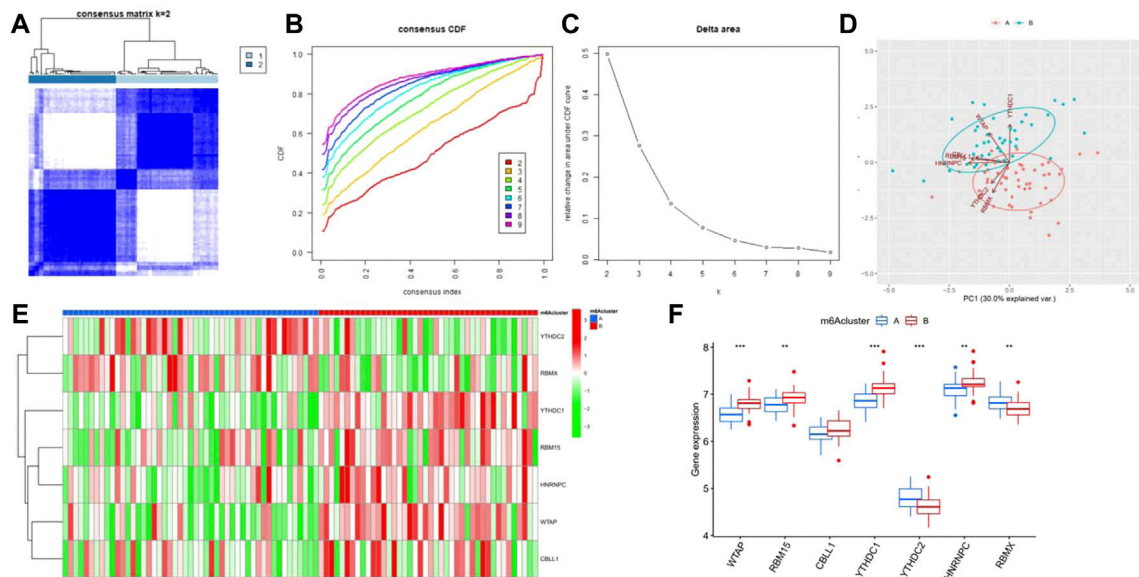 A
consensus matrix k=2
1
2
B
consensus CDF
CDF
1.0
0.8
0.6
0.4
0.2
0.0
0.0
0.2
0.4
0.6
0.8
1.0
consensus index
2
3
4
5
6
7
8
9
C
Delta area
relative change in area under CDF curve
0.5
0.4
0.3
0.2
0.1
0.0
2
3
4
5
6
7
8
9
k
D
A
B
5.0
2.5
0.0
-2.5
-5.0
YTHDC1
WTAP
RBM15
HNRNPC
YTHDC2
RBMX
-5.0
-2.5
0.0
2.5
5.0
PC1 (30.0% explained var.)
E
m6Acluster
YTHDC2
RBMX
YTHDC1
RBM15
HNRNPC
WTAP
CBLL1
3
2
1
0
-1
-2
-3
m6Acluster
A
B
F
m6Acluster
A
B
Gene expression
8
7
6
5
4
***
**
***
***
**
**
WTAP
RBM15
CBLL1
YTHDC1
YTHDC2
HNRNPC
RBMX